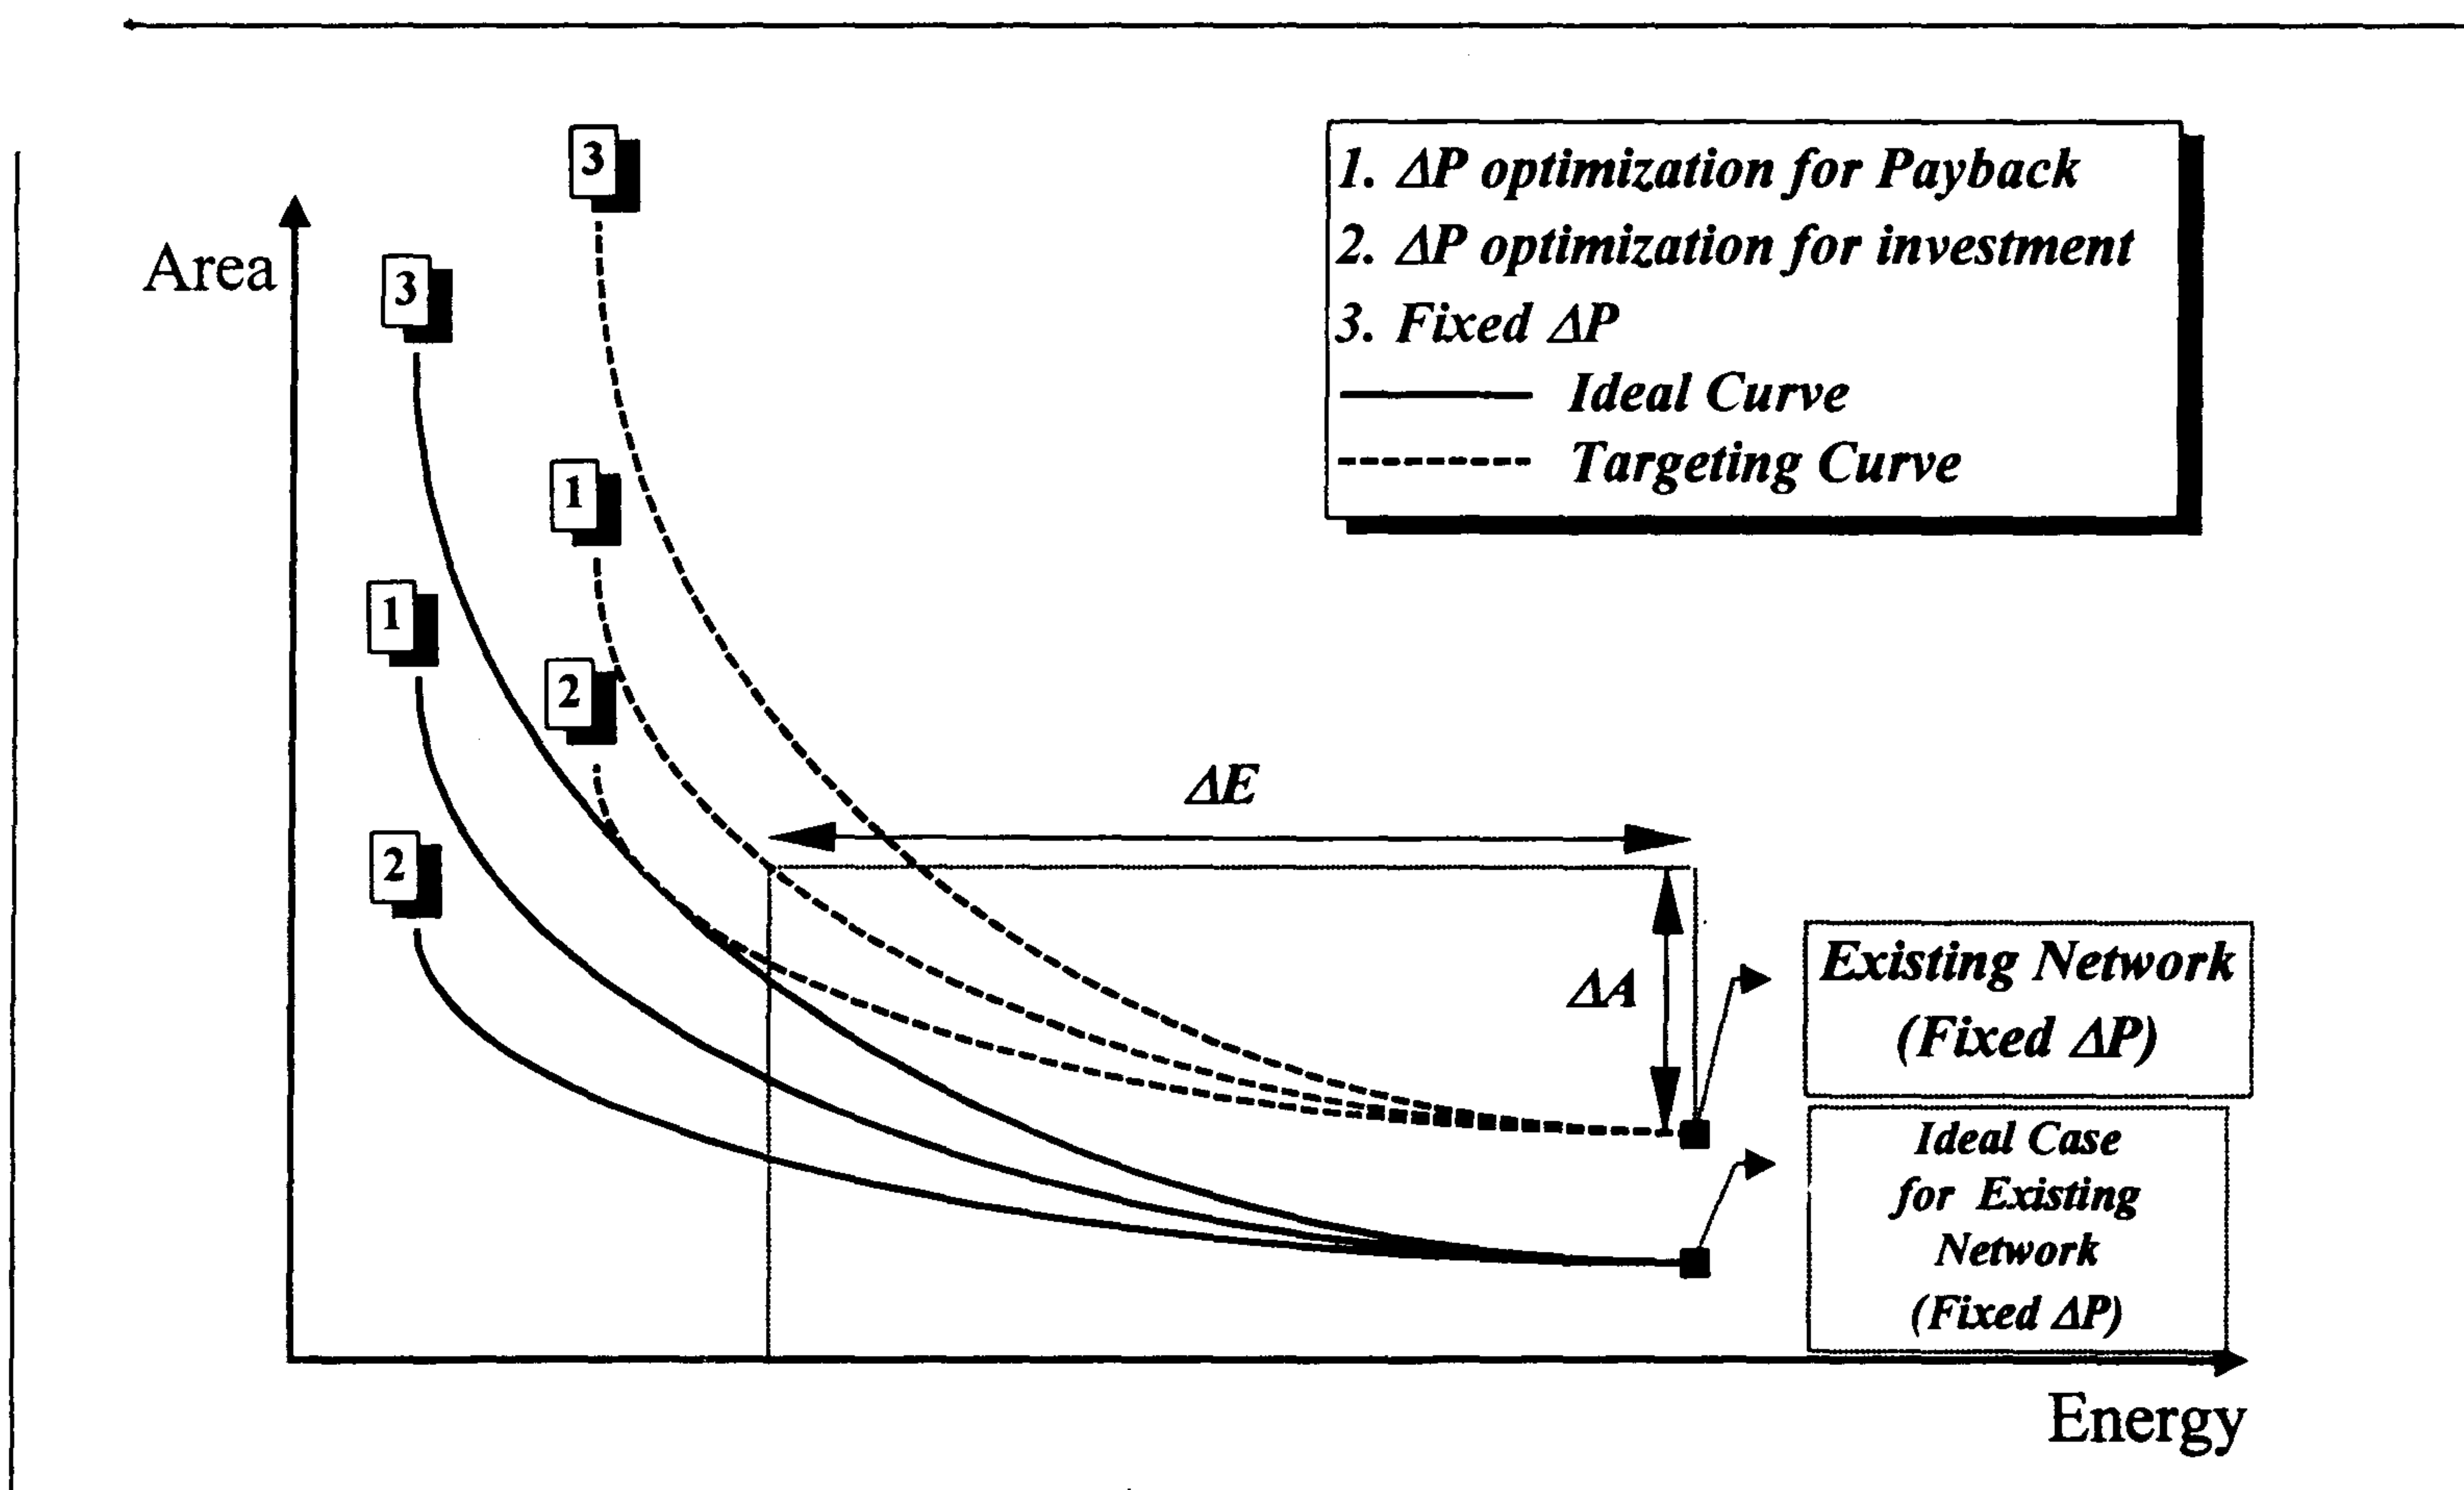 3
1. ΔP optimization for Payback
2. ΔP optimization for investment
3. Fixed ΔP
Ideal Curve
Targeting Curve
Area
3
1
1
2
2
ΔE
ΔA
Existing Network
(Fixed ΔP)
Ideal Case
for Existing
Network
(Fixed ΔP)
Energy